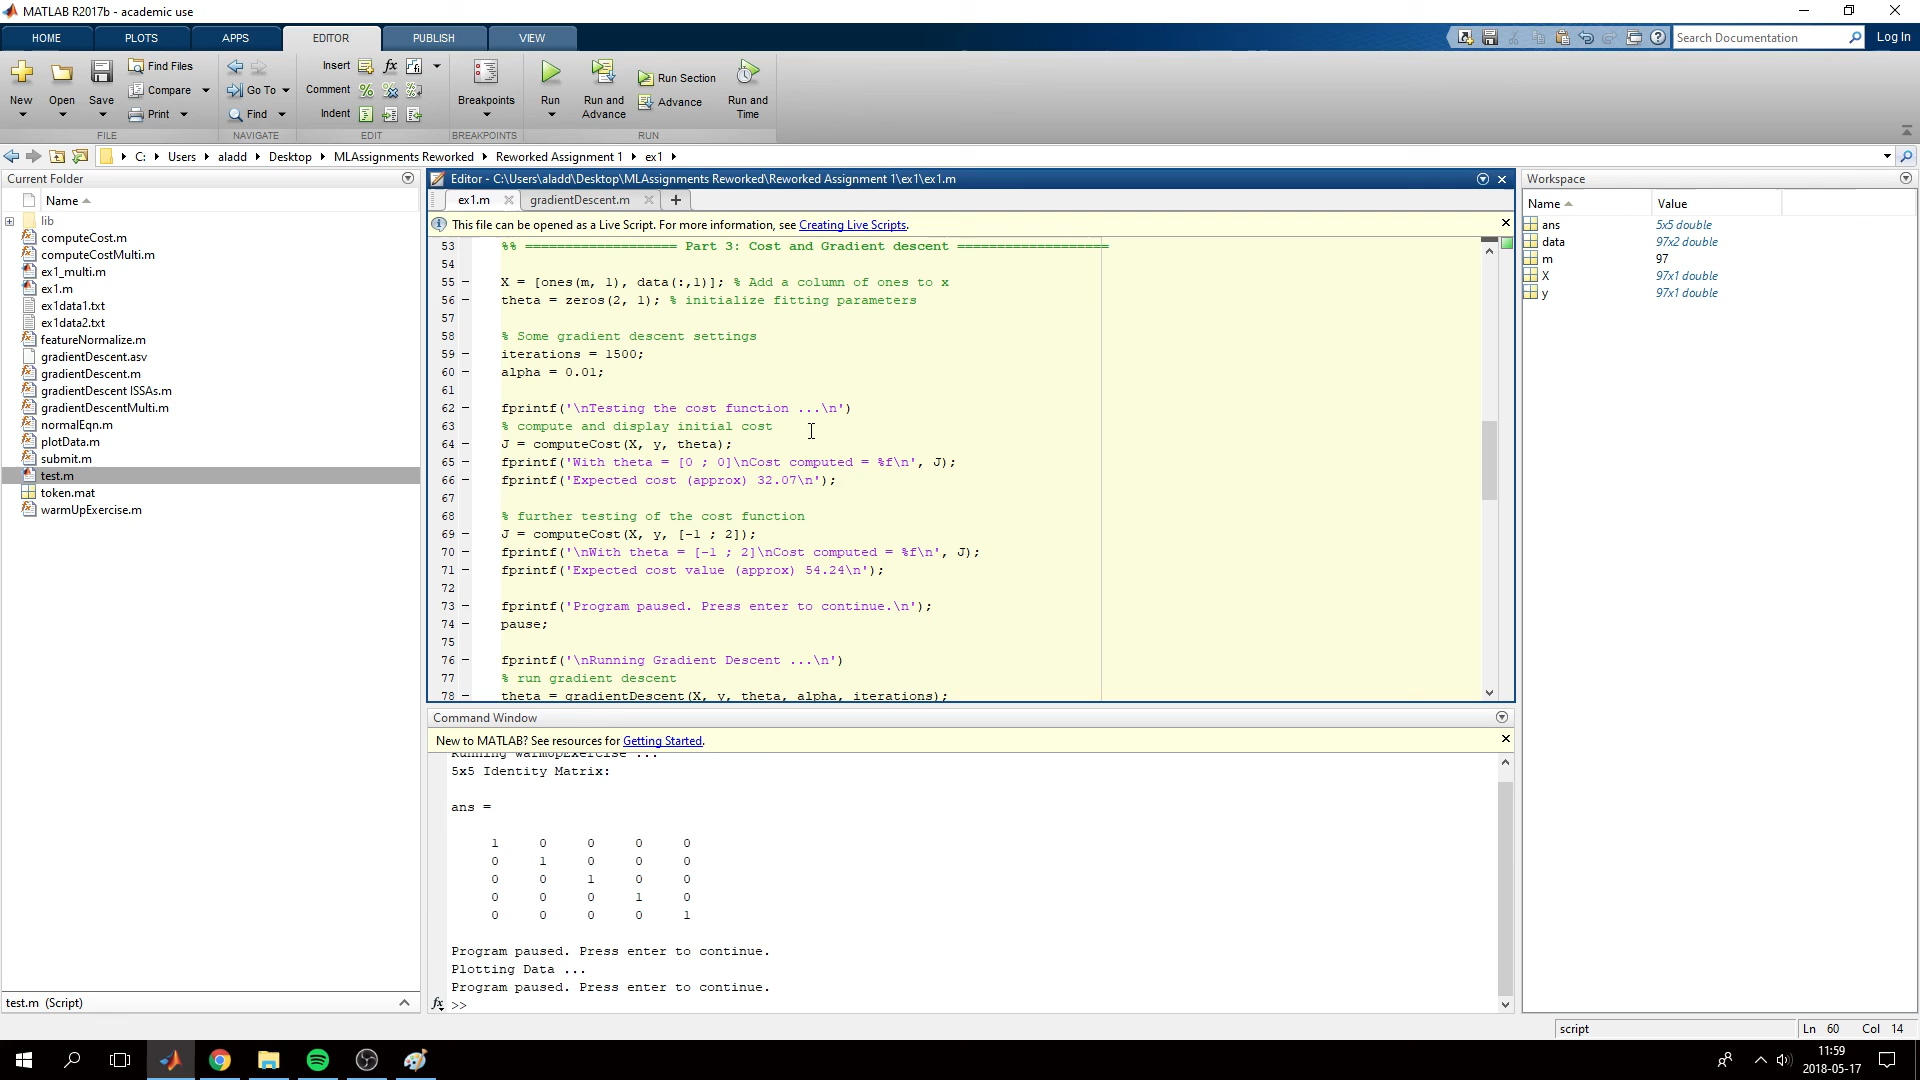 MATLAB R2017b - academic use
HOME PLOTS APPS EDITOR PUBLISH VIEW Search Documentation Log In
New Open Save Find Files Compare Print
Go To Find
Insert fx Comment Indent
Breakpoints Run Run and Advance Run Section Advance Run and Time
FILE NAVIGATE EDIT BREAKPOINTS RUN
C: Users aladd Desktop MLAssignments Reworked Reworked Assignment 1 ex1
Current Folder
Name
lib
computeCost.m
computeCostMulti.m
ex1_multi.m
ex1.m
ex1data1.txt
ex1data2.txt
featureNormalize.m
gradientDescent.asv
gradientDescent.m
gradientDescent ISSAs.m
gradientDescentMulti.m
normalEqn.m
plotData.m
submit.m
test.m
token.mat
warmUpExercise.m
test.m (Script)
Editor - C:\Users\aladd\Desktop\MLAssignments Reworked\Reworked Assignment 1\ex1\ex1.m
ex1.m gradientDescent.m
This file can be opened as a Live Script. For more information, see Creating Live Scripts.
53 %% =================== Part 3: Cost and Gradient descent ===================
54
55 X = [ones(m, 1), data(:,1)]; % Add a column of ones to x
56 theta = zeros(2, 1); % initialize fitting parameters
57
58 % Some gradient descent settings
59 iterations = 1500;
60 alpha = 0.01;
61
62 fprintf('\nTesting the cost function ...\n')
63 % compute and display initial cost
64 J = computeCost(X, y, theta);
65 fprintf('With theta = [0 ; 0]\nCost computed = %f\n', J);
66 fprintf('Expected cost (approx) 32.07\n');
67
68 % further testing of the cost function
69 J = computeCost(X, y, [-1 ; 2]);
70 fprintf('\nWith theta = [-1 ; 2]\nCost computed = %f\n', J);
71 fprintf('Expected cost value (approx) 54.24\n');
72
73 fprintf('Program paused. Press enter to continue.\n');
74 pause;
75
76 fprintf('\nRunning Gradient Descent ...\n')
77 % run gradient descent
78 theta = gradientDescent(X, y, theta, alpha, iterations);
Command Window
New to MATLAB? See resources for Getting Started.
Running warmUpExercise ...
5x5 Identity Matrix:
ans =
1 0 0 0 0
0 1 0 0 0
0 0 1 0 0
0 0 0 1 0
0 0 0 0 1
Program paused. Press enter to continue.
Plotting Data ...
Program paused. Press enter to continue.
fx >>
Workspace
Name Value
ans 5x5 double
data 97x2 double
m 97
X 97x1 double
y 97x1 double
script Ln 60 Col 14
11:59
2018-05-17